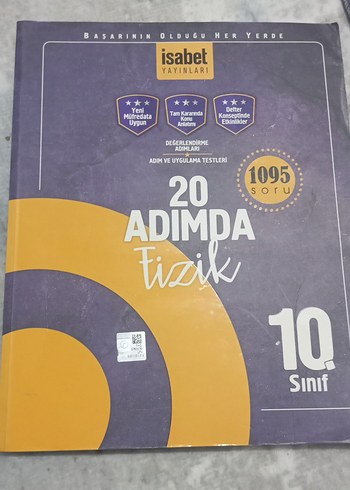 BAŞARININ OLDUĞU HER YERDE
isabet
YAYINLARI
Yeni
Müfredata
Uygun
Tam Kararında
Konu
Anlatımı
Defter
Konseptinde
Etkinlikler
DEĞERLENDİRME
ADIMLARI
ADIM VE UYGULAMA TESTLERİ
1095
soru
20
ADIMDA
Fizik
10.
Sınıf